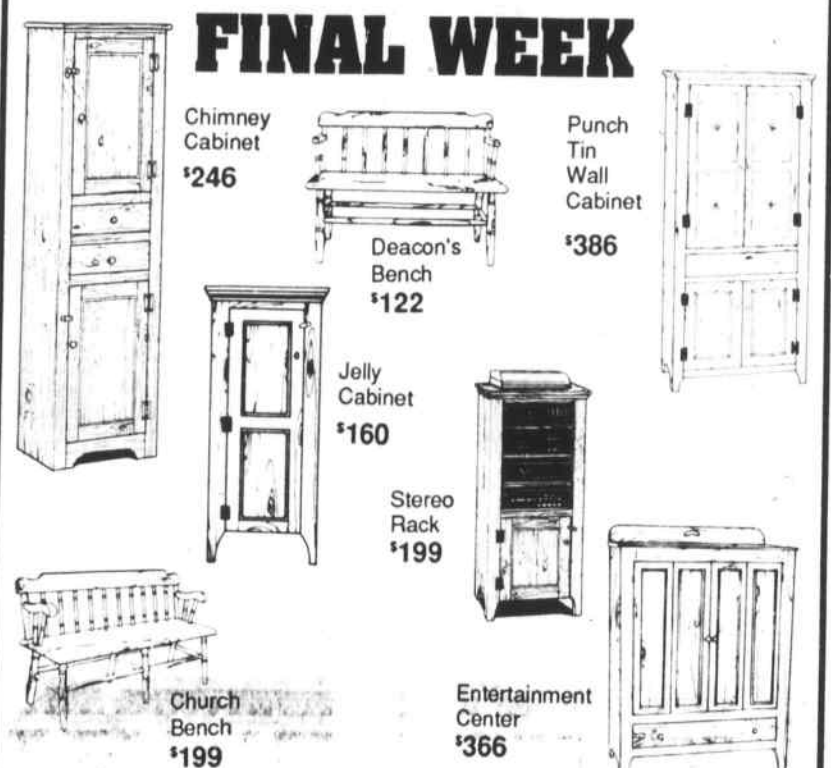 FINAL WEEK
Chimney
Cabinet
$246
Deacon's
Bench
$122
Punch
Tin
Wall
Cabinet
$386
Jelly
Cabinet
$160
Stereo
Rack
$199
Church
Bench
$199
Entertainment
Center
$366